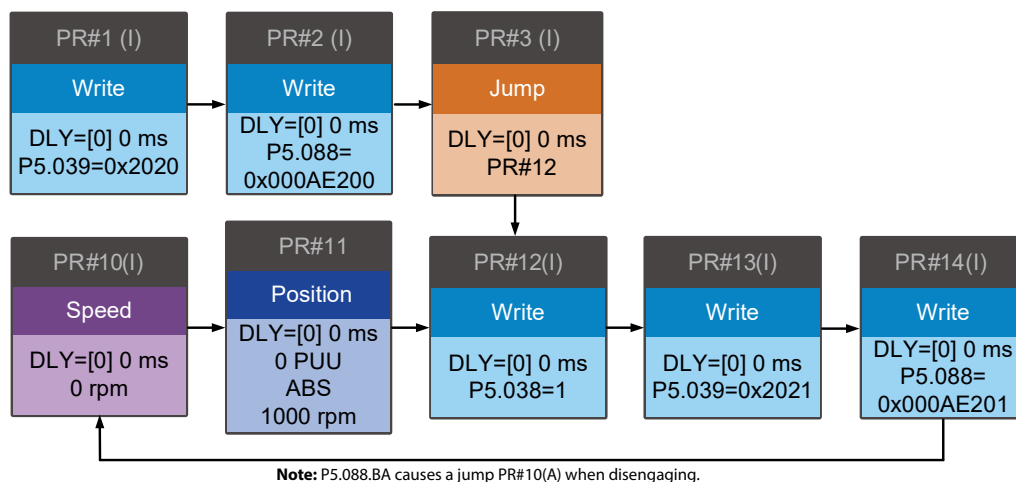 PR#1 (I)
Write
DLY=[0] 0 ms
P5.039=0x2020
PR#2 (I)
Write
DLY=[0] 0 ms
P5.088=
0x000AE200
PR#3 (I)
Jump
DLY=[0] 0 ms
PR#12
PR#10(I)
Speed
DLY=[0] 0 ms
0 rpm
PR#11
Position
DLY=[0] 0 ms
0 PUU
ABS
1000 rpm
PR#12(I)
Write
DLY=[0] 0 ms
P5.038=1
PR#13(I)
Write
DLY=[0] 0 ms
P5.039=0x2021
PR#14(I)
Write
DLY=[0] 0 ms
P5.088=
0x000AE201
Note: P5.088.BA causes a jump PR#10(A) when disengaging.